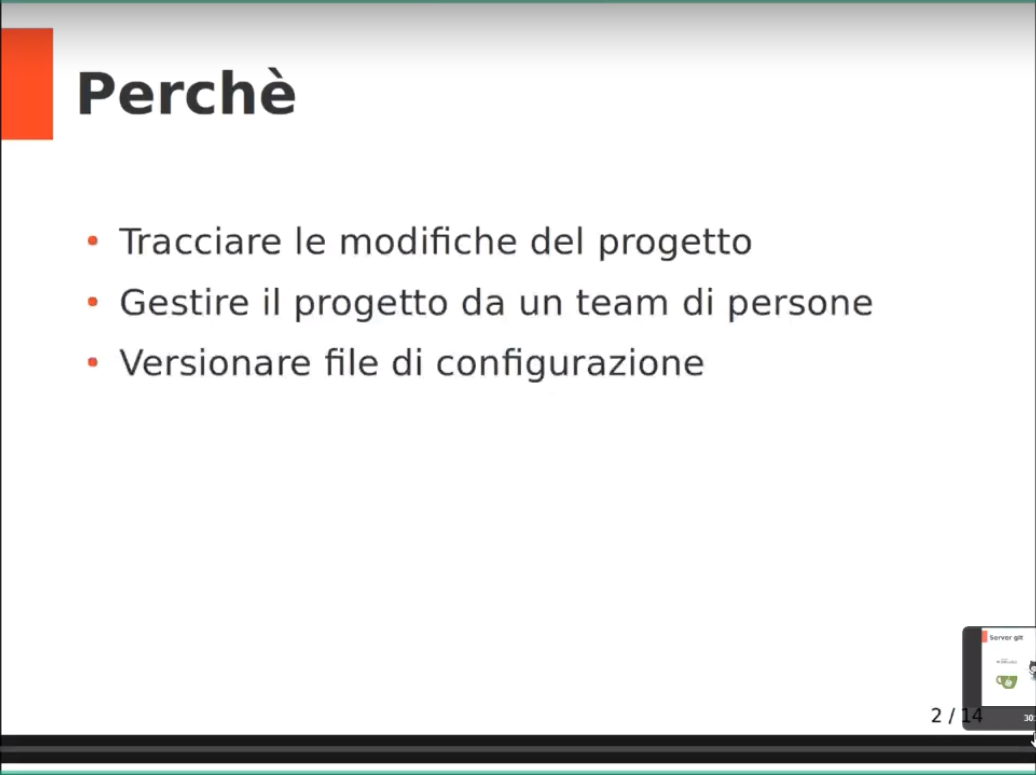 Perchè
Tracciare le modifiche del progetto
Gestire il progetto da un team di persone
Versionare file di configurazione
Server git
2 / 14
30: